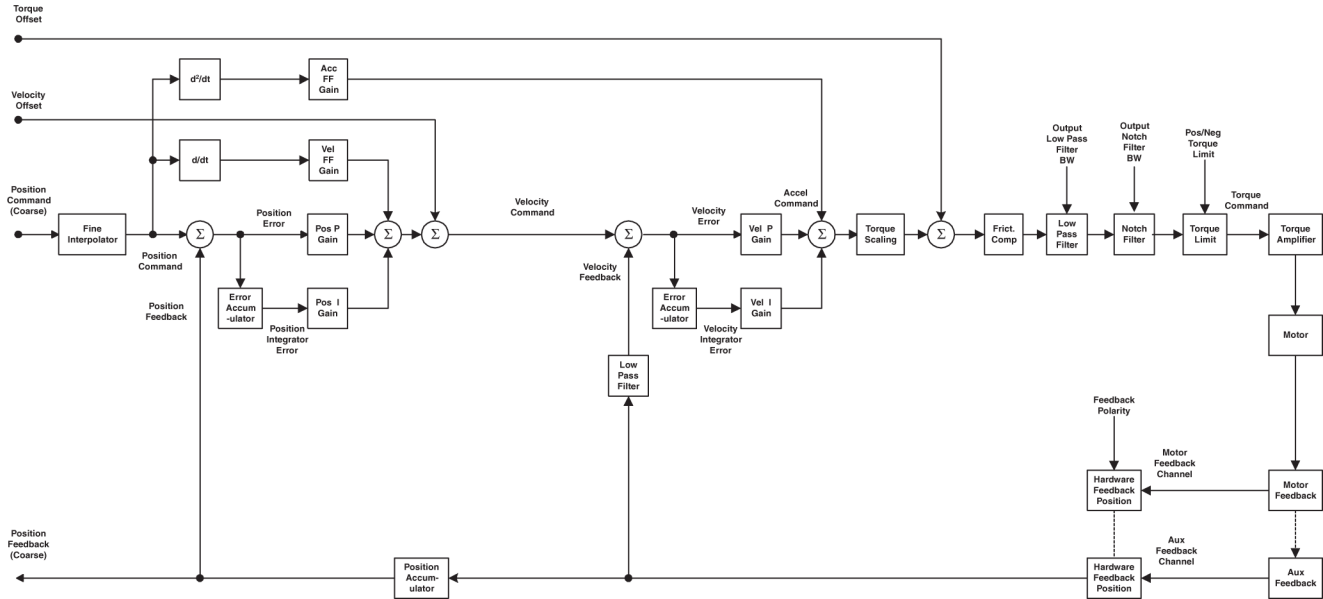 Torque
Offset
d²/dt
Acc
FF
Gain
Velocity
Offset
d/dt
Vel
FF
Gain
Output
Low Pass
Filter
BW
Output
Notch
Filter
BW
Pos/Neg
Torque
Limit
Position
Command
(Coarse)
Fine
Interpolator
Position
Command
Σ
Position
Error
Pos P
Gain
Σ
Σ
Velocity
Command
Σ
Velocity
Error
Vel P
Gain
Accel
Command
Σ
Torque
Scaling
Σ
Frict.
Comp
Low
Pass
Filter
Notch
Filter
Torque
Limit
Torque
Command
Torque
Amplifier
Position
Feedback
Error
Accum
-ulator
Position
Integrator
Error
Pos I
Gain
Velocity
Feedback
Error
Accum
-ulator
Velocity
Integrator
Error
Vel I
Gain
Motor
Low
Pass
Filter
Feedback
Polarity
Hardware
Feedback
Position
Motor
Feedback
Channel
Motor
Feedback
Position
Feedback
(Coarse)
Position
Accum-
ulator
Hardware
Feedback
Position
Aux
Feedback
Channel
Aux
Feedback